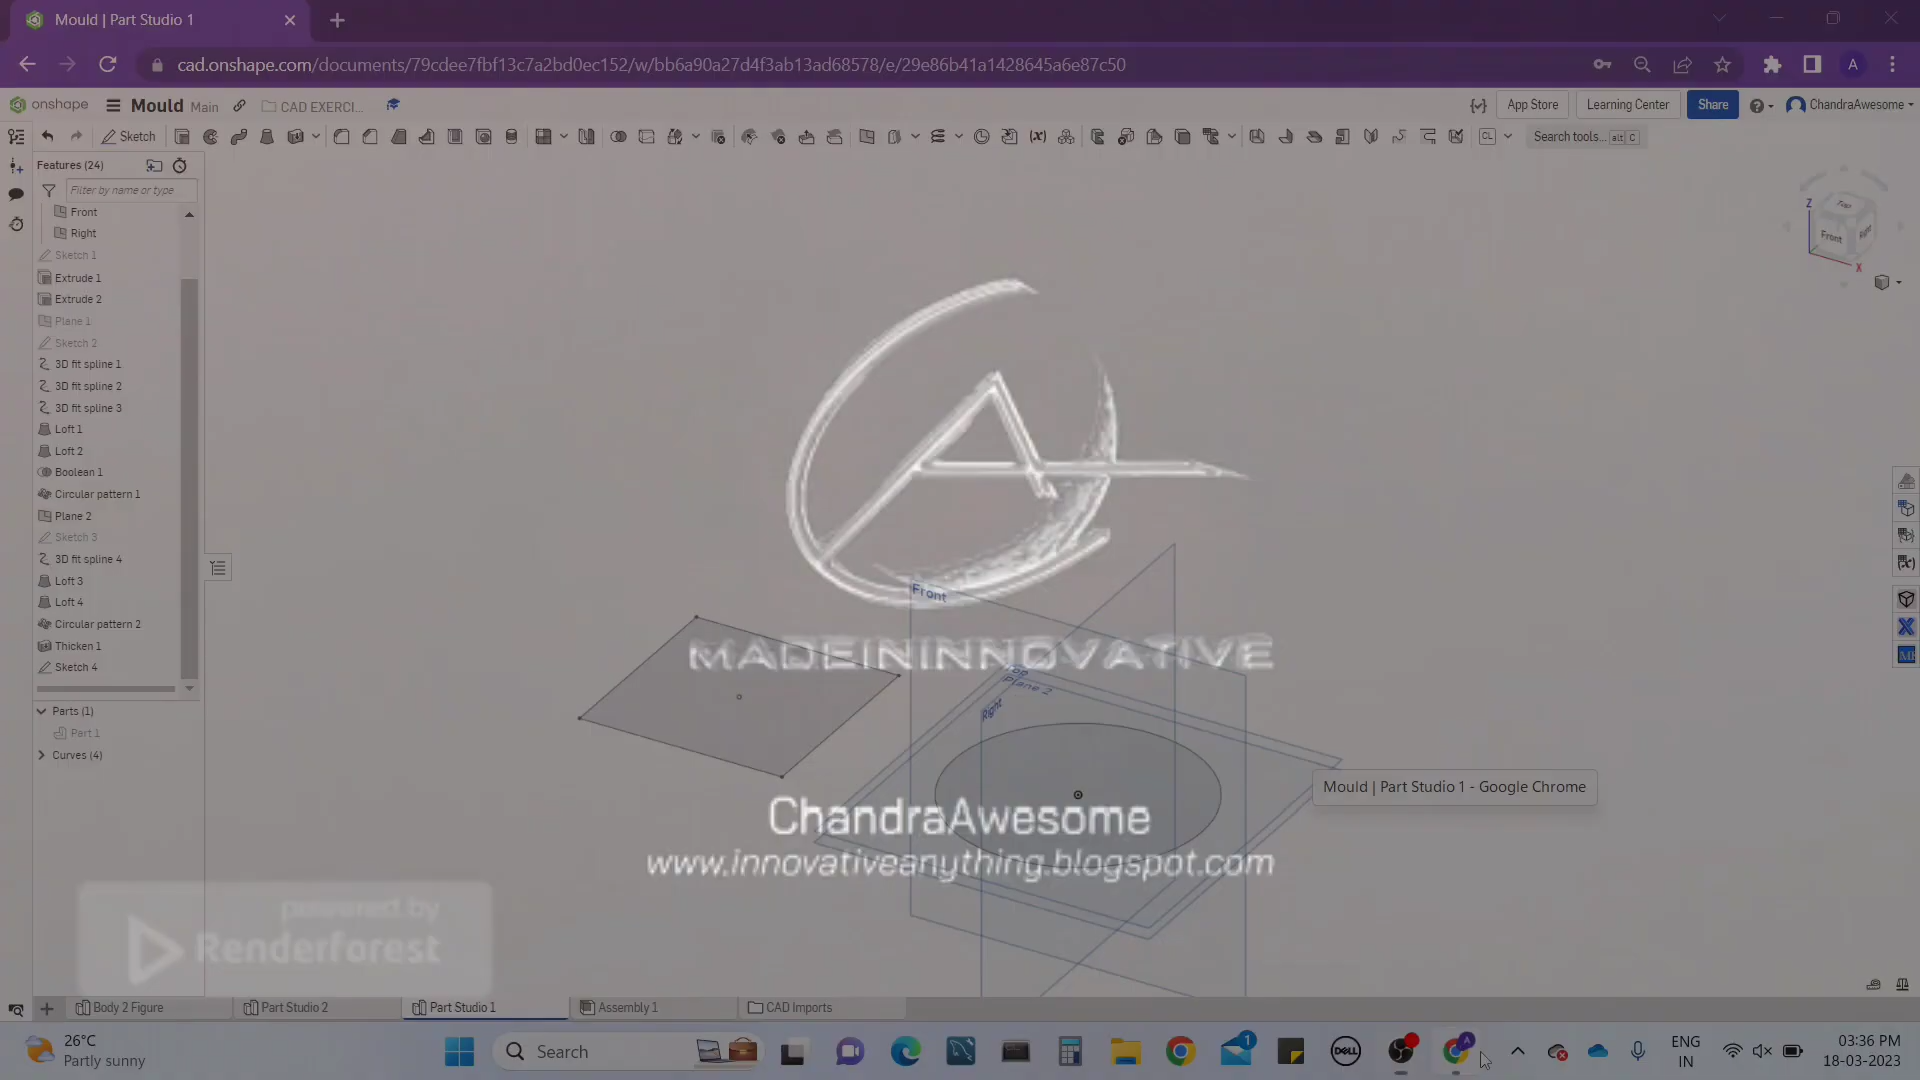 Mould | Part Studio 1
cad.onshape.com/documents/79cdee7fbf13c7a2bd0ec152/w/bb6a90a27d4f3ab13ad68578/e/29e86b41a1428645a6e87c50
A
onshape
Mould Main
CAD EXERCI...
App Store
Learning Center
Share
ChandraAwesome
Sketch
Search tools... alt C
Features (24)
Filter by name or type
Front
Right
Sketch 1
Extrude 1
Extrude 2
Plane 1
Sketch 2
3D fit spline 1
3D fit spline 2
3D fit spline 3
Loft 1
Loft 2
Boolean 1
Circular pattern 1
Plane 2
Sketch 3
3D fit spline 4
Loft 3
Loft 4
Circular pattern 2
Thicken 1
Sketch 4
Parts (1)
Part 1
Curves (4)
Z
Top
Front
Right
X
Front
Top
Plane 2
Right
MADEININNOVATIVE
Mould | Part Studio 1 - Google Chrome
ChandraAwesome
www.innovativeanything.blogspot.com
powered by
Renderforest
Body 2 Figure
Part Studio 2
Part Studio 1
Assembly 1
CAD Imports
26°C
Partly sunny
Search
DELL
1
A
ENG
IN
03:36 PM
18-03-2023